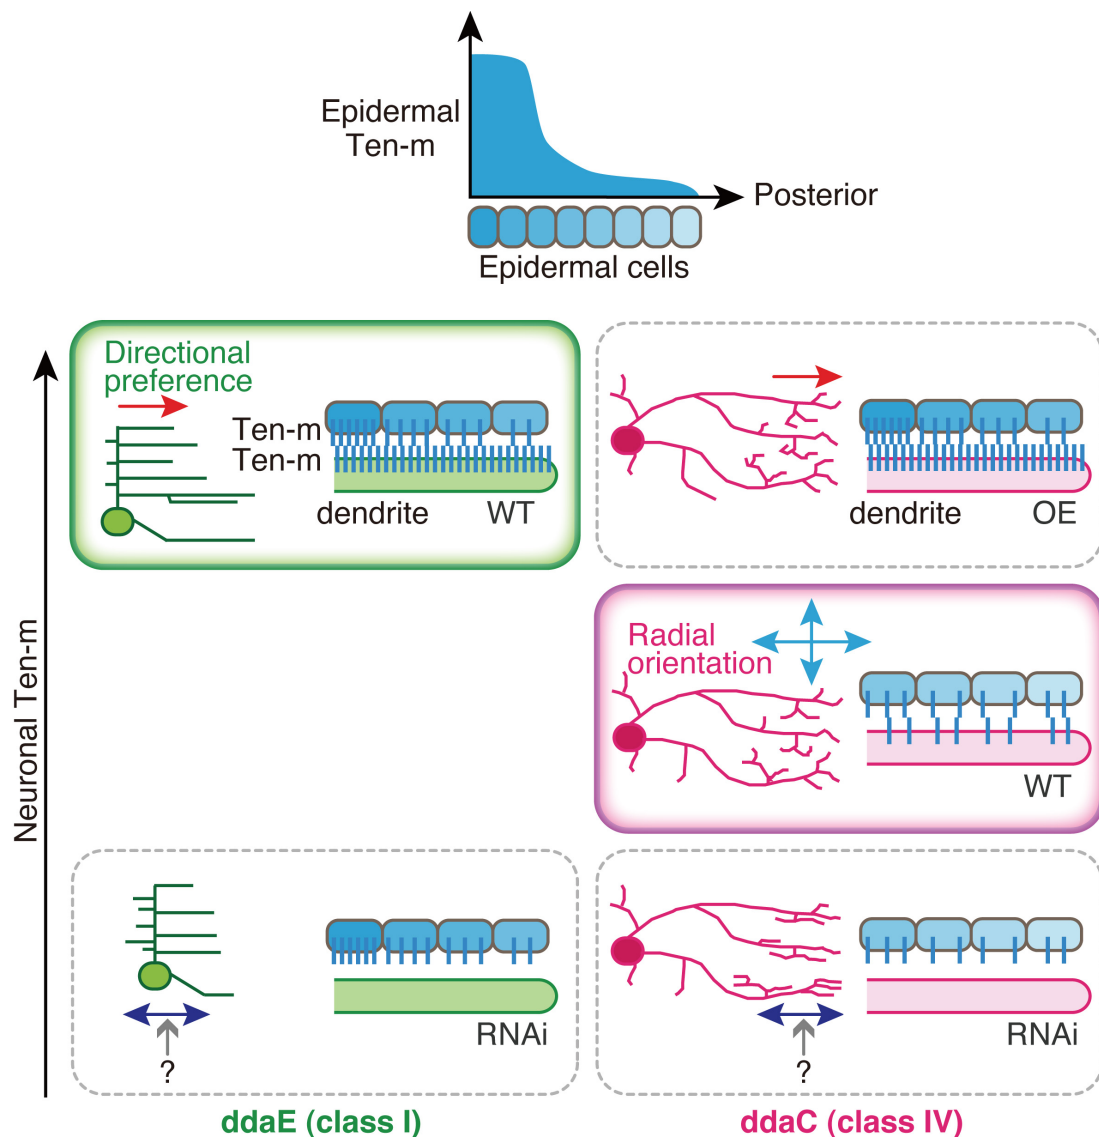 Epidermal
Ten-m
Posterior
Epidermal cells
Neuronal Ten-m
Directional
preference
Ten-m
Ten-m
dendrite WT
dendrite OE
Radial
orientation
WT
RNAi
?
RNAi
?
ddaE (class I)
ddaC (class IV)